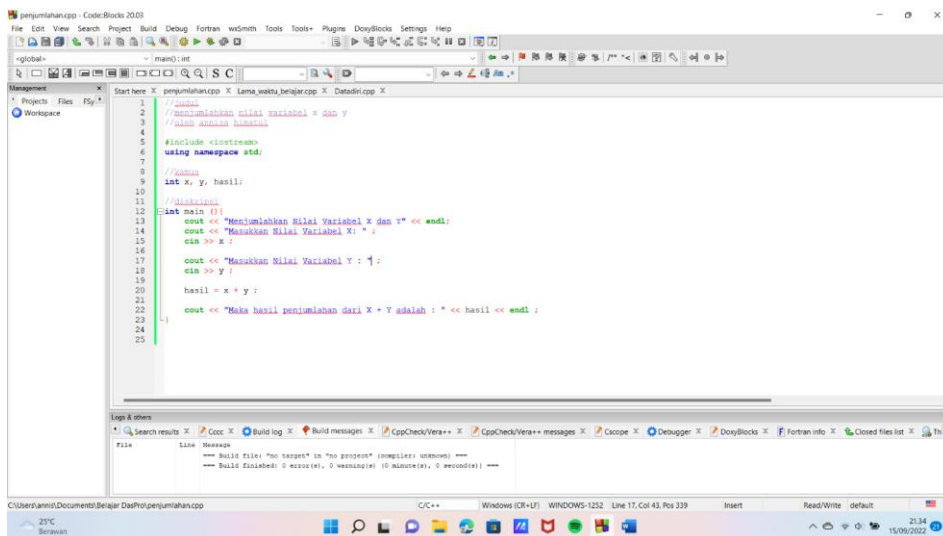 penjumlahan.cpp - Code::Blocks 20.03
File Edit View Search Project Build Debug Fortran wxSmith Tools Tools+ Plugins DoxyBlocks Settings Help
<global> main() : int
S C
Management
Projects Files FSy
Workspace
Start here X penjumlahan.cpp X Lama_waktu_belajar.cpp X Datadiri.cpp X
1 //judul
2 //menjumlahkan nilai variabel x dan y
3 //oleh annisa himatul
4
5 #include <iostream>
6 using namespace std;
7
8 //kamus
9 int x, y, hasil;
10
11 //diskripsi
12 int main (){
13 cout << "Menjumlahkan Nilai Variabel X dan Y" << endl;
14 cout << "Masukkan Nilai Variabel X: " ;
15 cin >> x ;
16
17 cout << "Masukkan Nilai Variabel Y : " ;
18 cin >> y ;
19
20 hasil = x + y ;
21
22 cout << "Maka hasil penjumlahan dari X + Y adalah : " << hasil << endl ;
23 }
24
25
Logs & others
Search results X Cccc X Build log X Build messages X CppCheck/Vera++ X CppCheck/Vera++ messages X Cscope X Debugger X DoxyBlocks X Fortran info X Closed files list X Th
File Line Message
=== Build file: "no target" in "no project" (compiler: unknown) ===
=== Build finished: 0 error(s), 0 warning(s) (0 minute(s), 0 second(s)) ===
C:\Users\annis\Documents\Belajar DasPro\penjumlahan.cpp C/C++ Windows (CR+LF) WINDOWS-1252 Line 17, Col 43, Pos 339 Insert Read/Write default
25°C
Berawan
21.34
15/09/2022